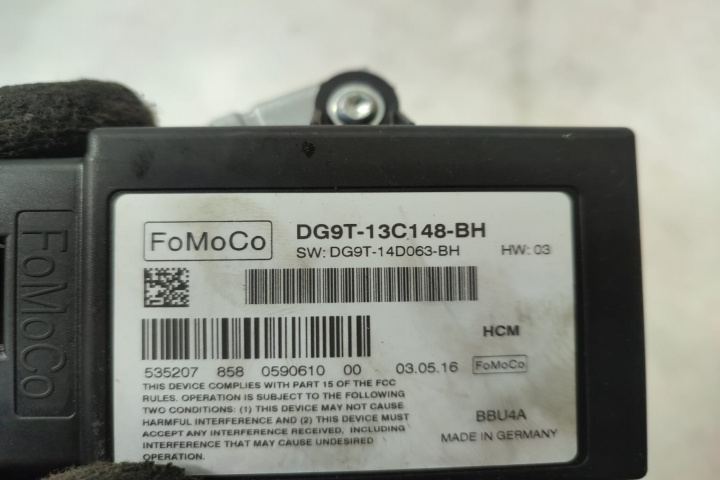 FoMoCo
DG9T-13C148-BH
SW: DG9T-14D063-BH HW: 03
HCM
535207 858 0590610 00 03.05.16 FoMoCo
THIS DEVICE COMPLIES WITH PART 15 OF THE FCC
RULES. OPERATION IS SUBJECT TO THE FOLLOWING
TWO CONDITIONS: (1) THIS DEVICE MAY NOT CAUSE
HARMFUL INTERFERENCE AND (2) THIS DEVICE MUST
ACCEPT ANY INTERFERENCE RECEIVED, INCLUDING
INTERFERENCE THAT MAY CAUSE UNDESIRED
OPERATION.
BBU4A
MADE IN GERMANY
FoMoCo